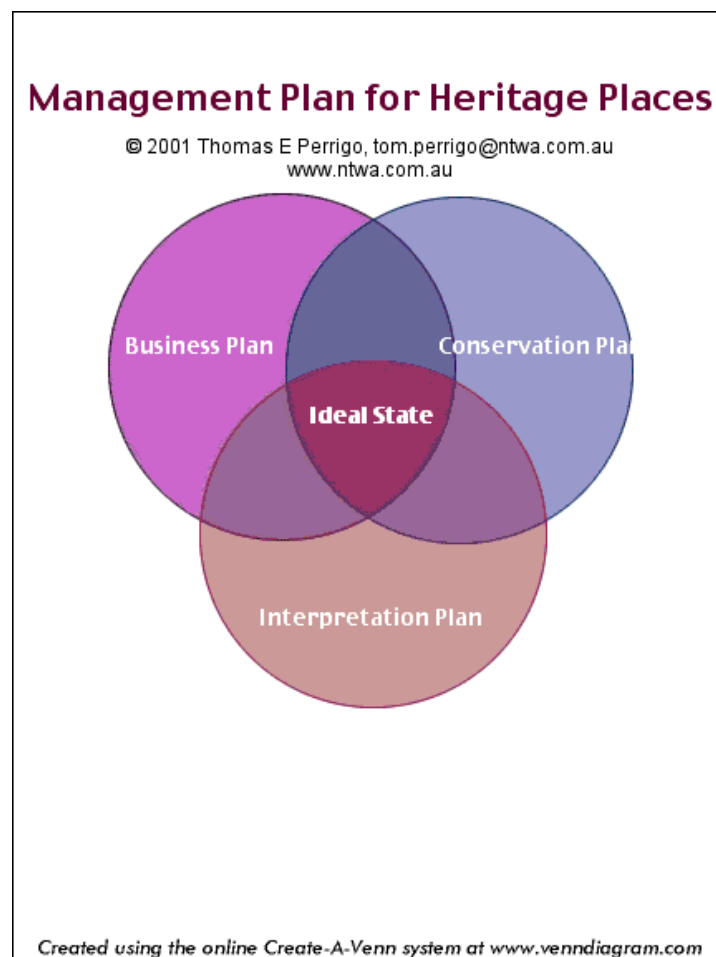 Management Plan for Heritage Places
© 2001 Thomas E Perrigo, tom.perrigo@ntwa.com.au
www.ntwa.com.au
Business Plan
Conservation Plan
Ideal State
Interpretation Plan
Created using the online Create-A-Venn system at www.venndiagram.com